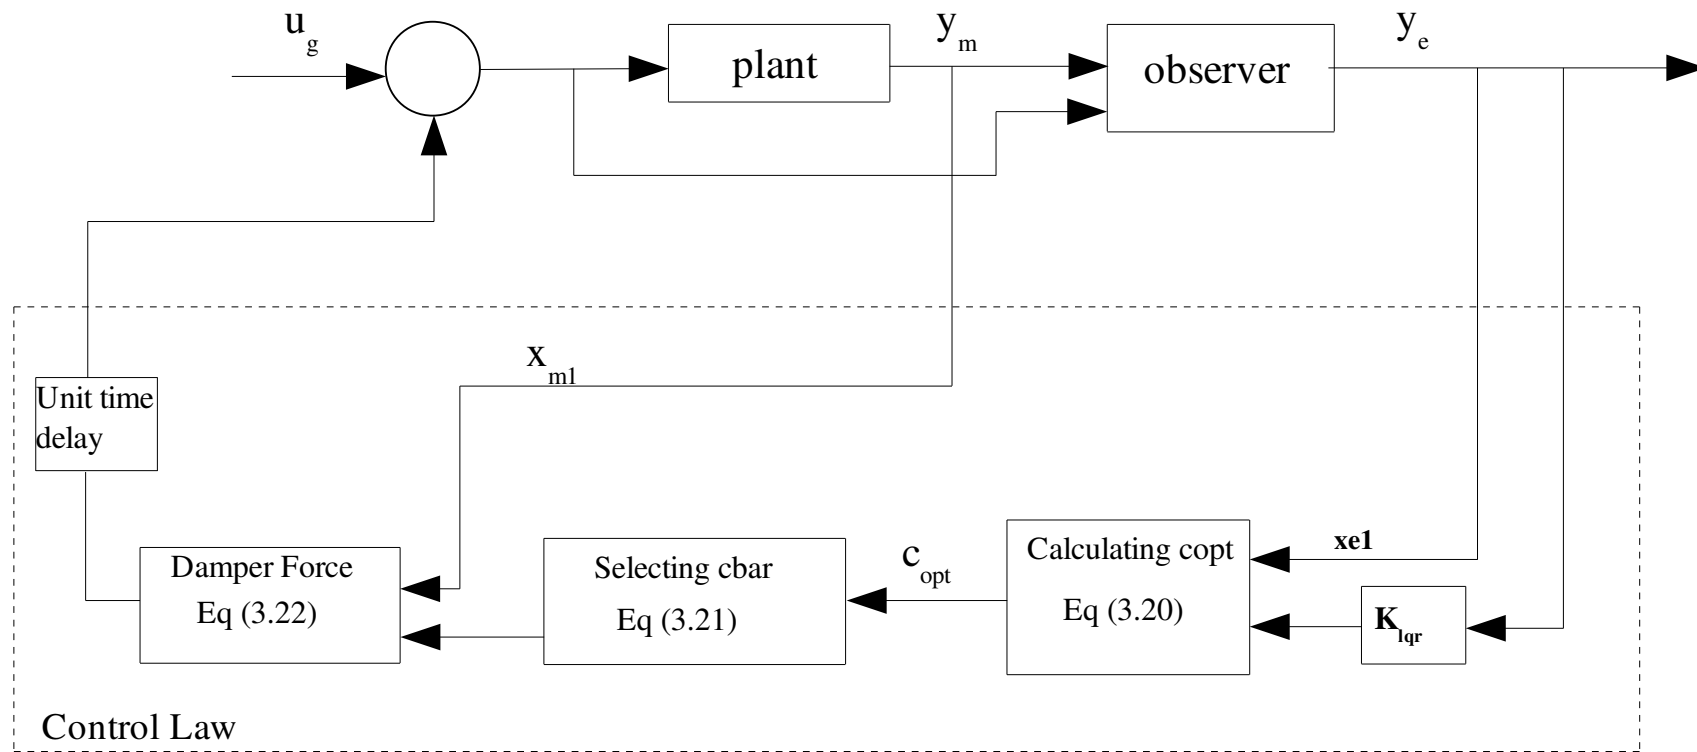 u_g
plant
y_m
observer
y_e
x_m1
Unit time
delay
Damper Force
Eq (3.22)
Selecting cbar
Eq (3.21)
c_opt
Calculating copt
Eq (3.20)
xe1
K_lqr
Control Law